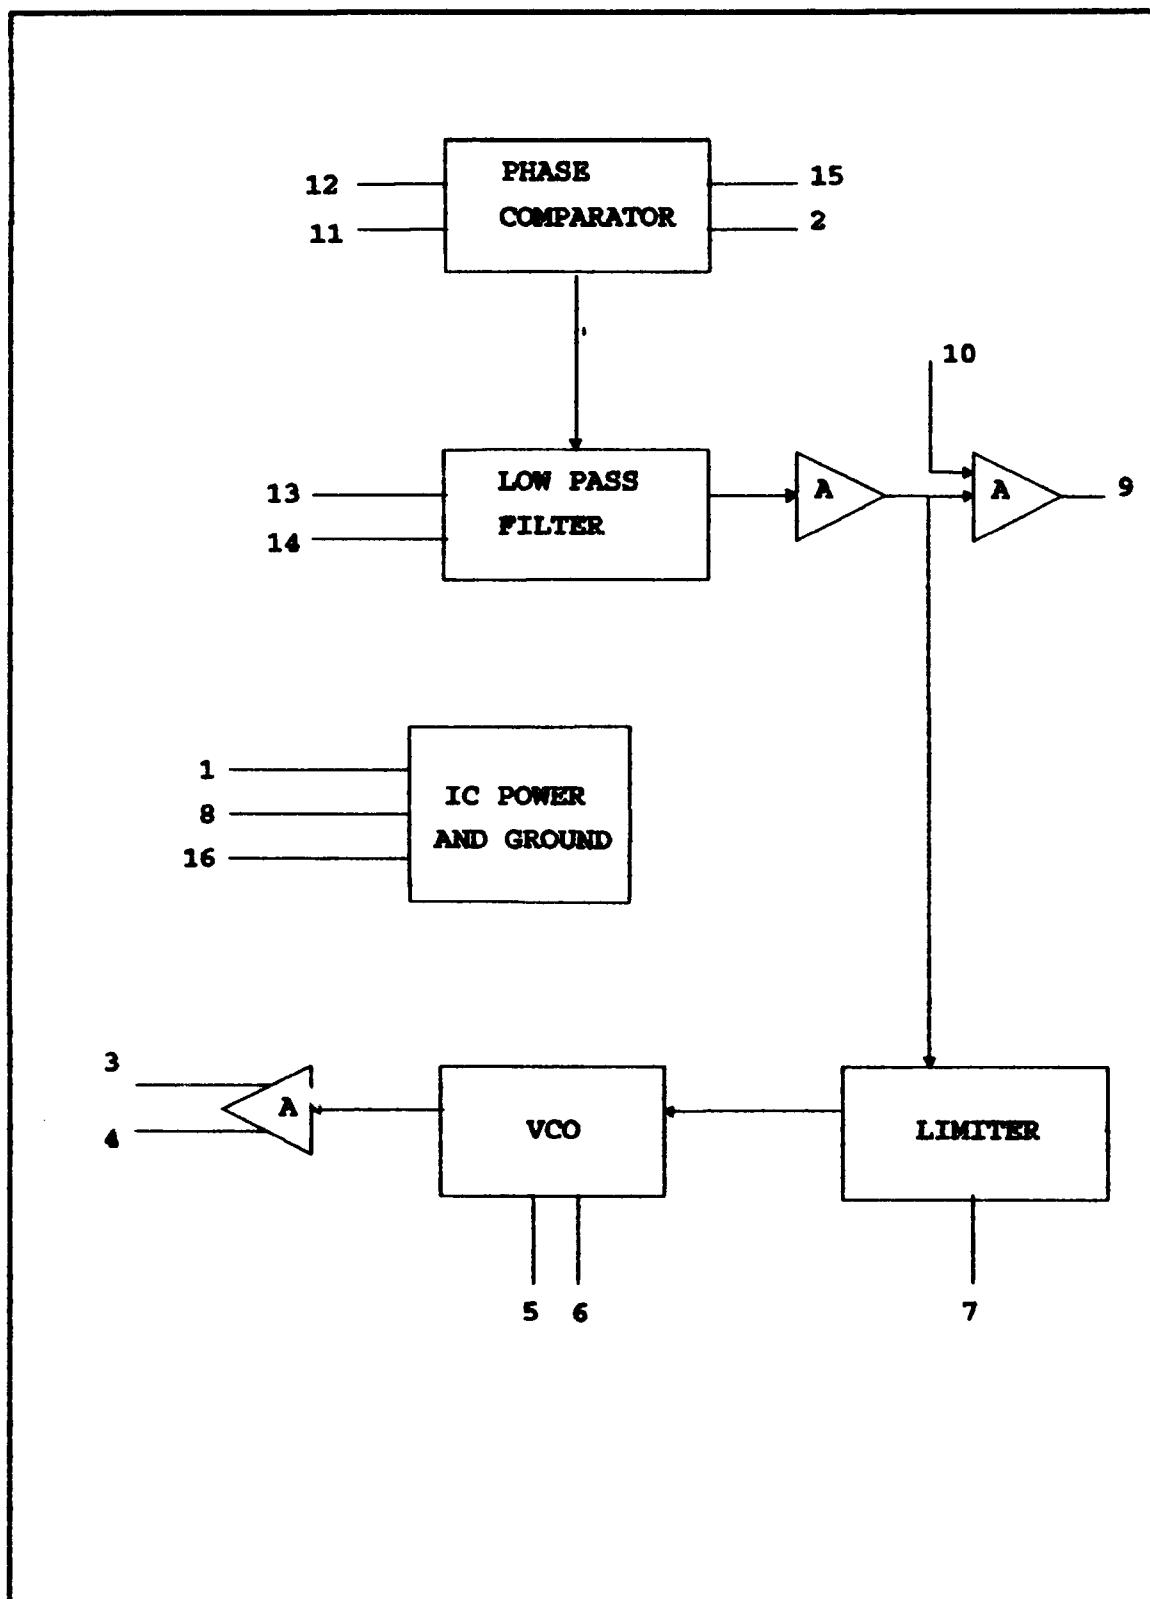 PHASE
COMPARATOR
12
11
15
2
10
LOW PASS
FILTER
13
14
A
A
9
IC POWER
AND GROUND
1
8
16
3
4
A
VCO
LIMITER
5 6
7